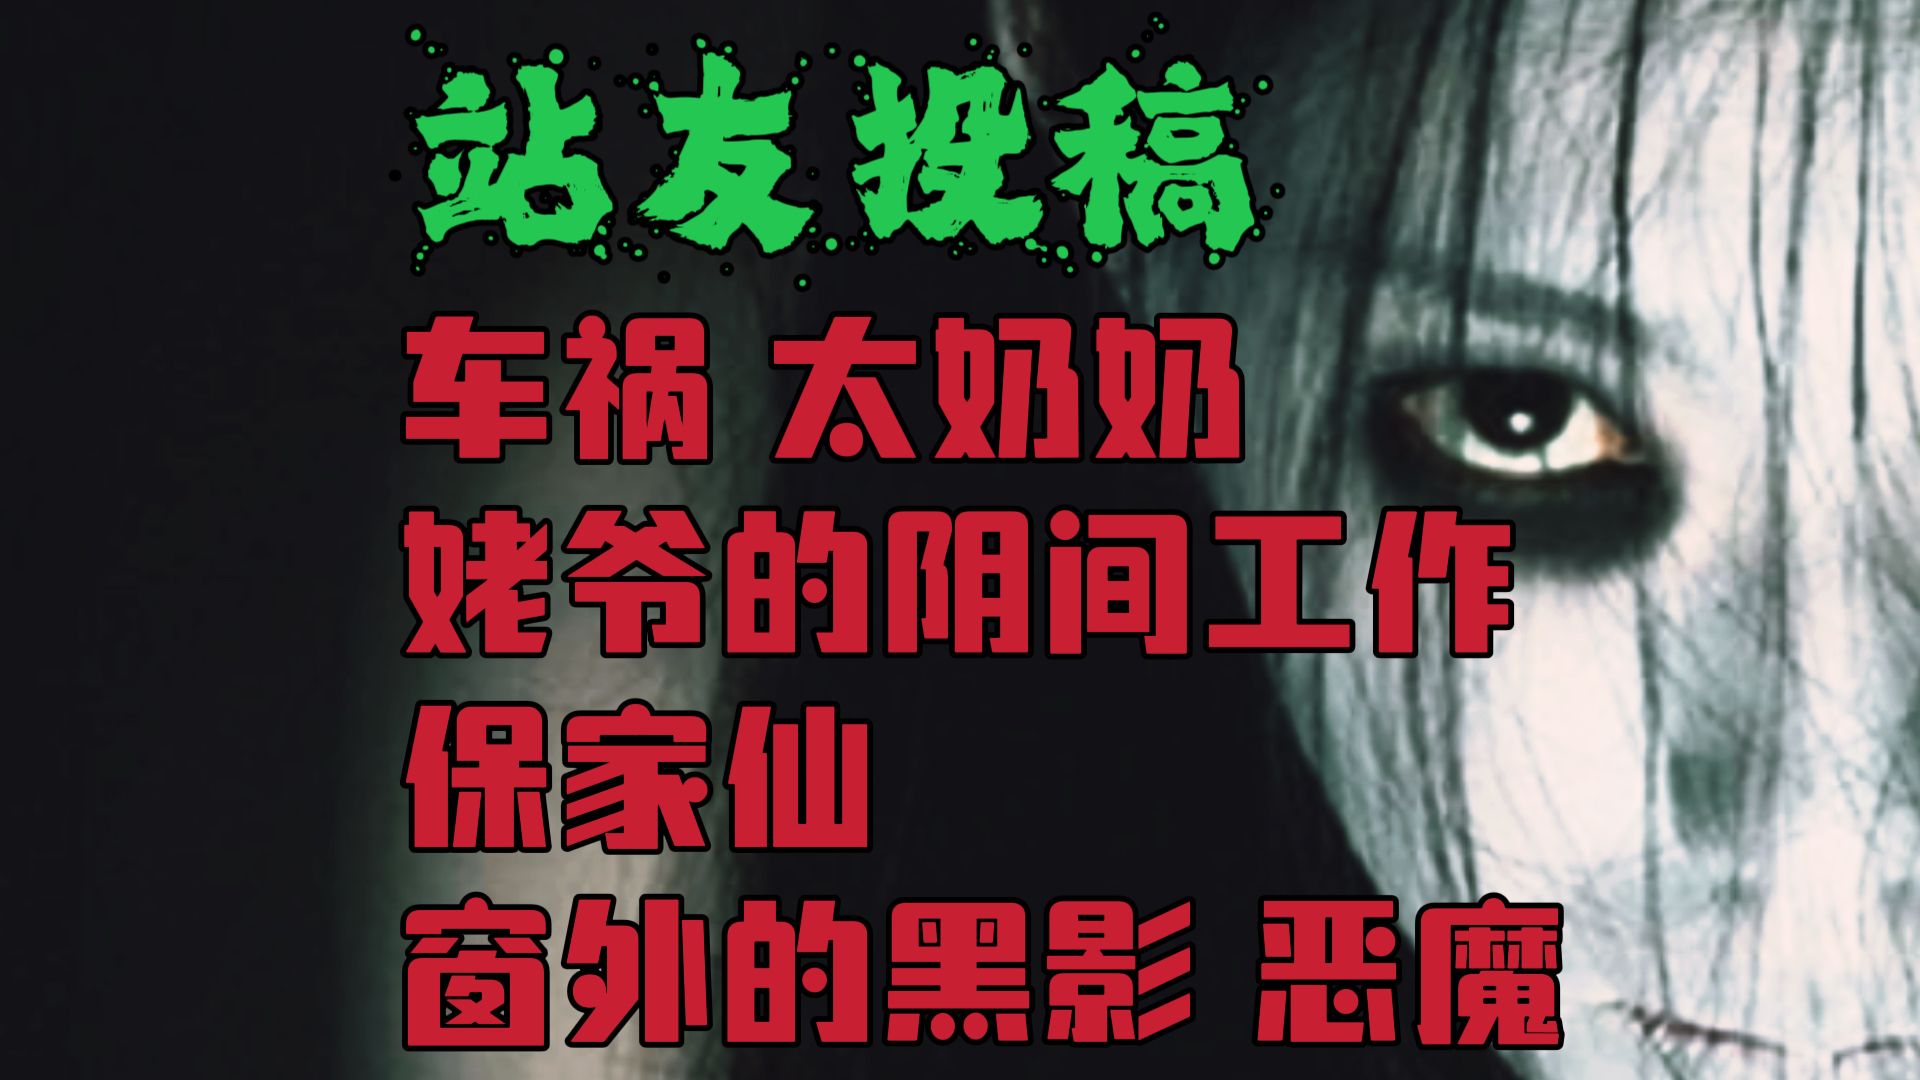 站友投稿
车祸 太奶奶
姥爷的阴间工作
保家仙
窗外的黑影 恶魔